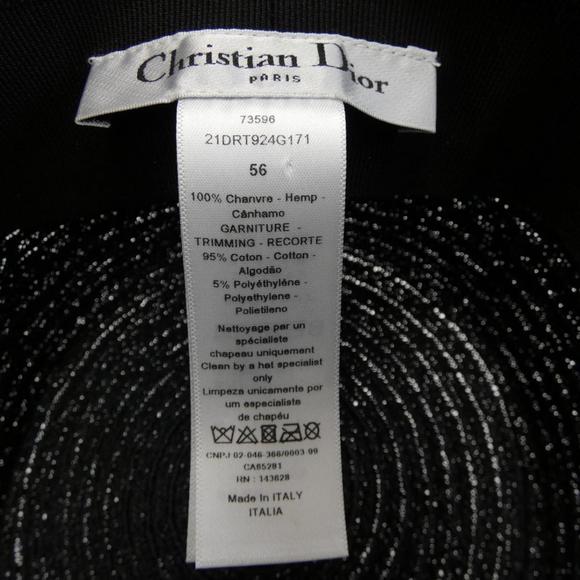 Christian Dior
PARIS
73596
21DRT924G171
56
100% Chanvre - Hemp -
Cânhamo
GARNITURE -
TRIMMING - RECORTE
95% Coton - Cotton -
Algodão
5% Polyéthylène -
Polyethylene -
Polietileno
Nettoyage par un
spécialiste
chapeau uniquement
Clean by a hat specialist
only
Limpeza unicamente por
um especialista
de chapéu
CNPJ 02-046-366/0003-99
CA65281
RN : 143628
Made in ITALY
ITALIA